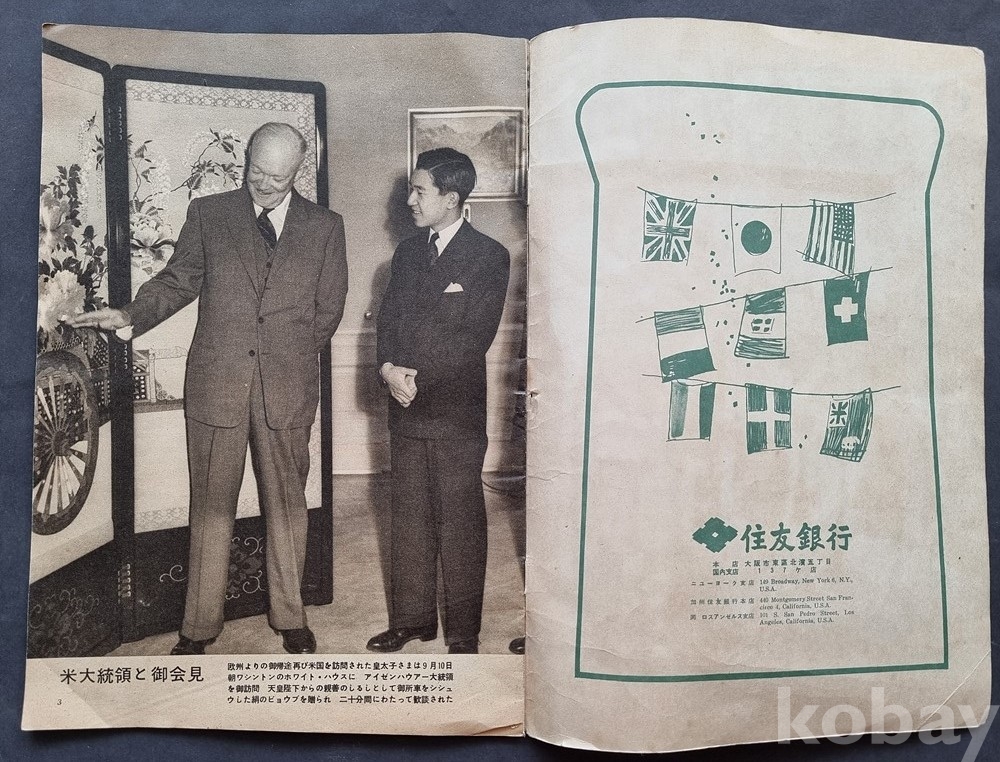 米大統領と御会見
欧州よりの御帰途再び米国を訪問された皇太子さまは9月10日
朝ワシントンのホワイト・ハウスに アイゼンハウアー大統領
を御訪問 天皇陛下からの親善のしるしとして御所車をシシュ
ウした絹のビョウブを贈られ 二十分間にわたって歓談された
3
住友銀行
本店 大阪市東區北濱五丁目
国内支店 137ケ店
ニューヨーク支店 149 Broadway, New York 6, N.Y.,
U.S.A.
加州住友銀行本店 440 Montgomery Street San Fran-
cisco 4, California, U.S.A.
同 ロスアンゼルス支店 101 S. San Pedro Street, Los
Angeles, California, U.S.A.
kobay